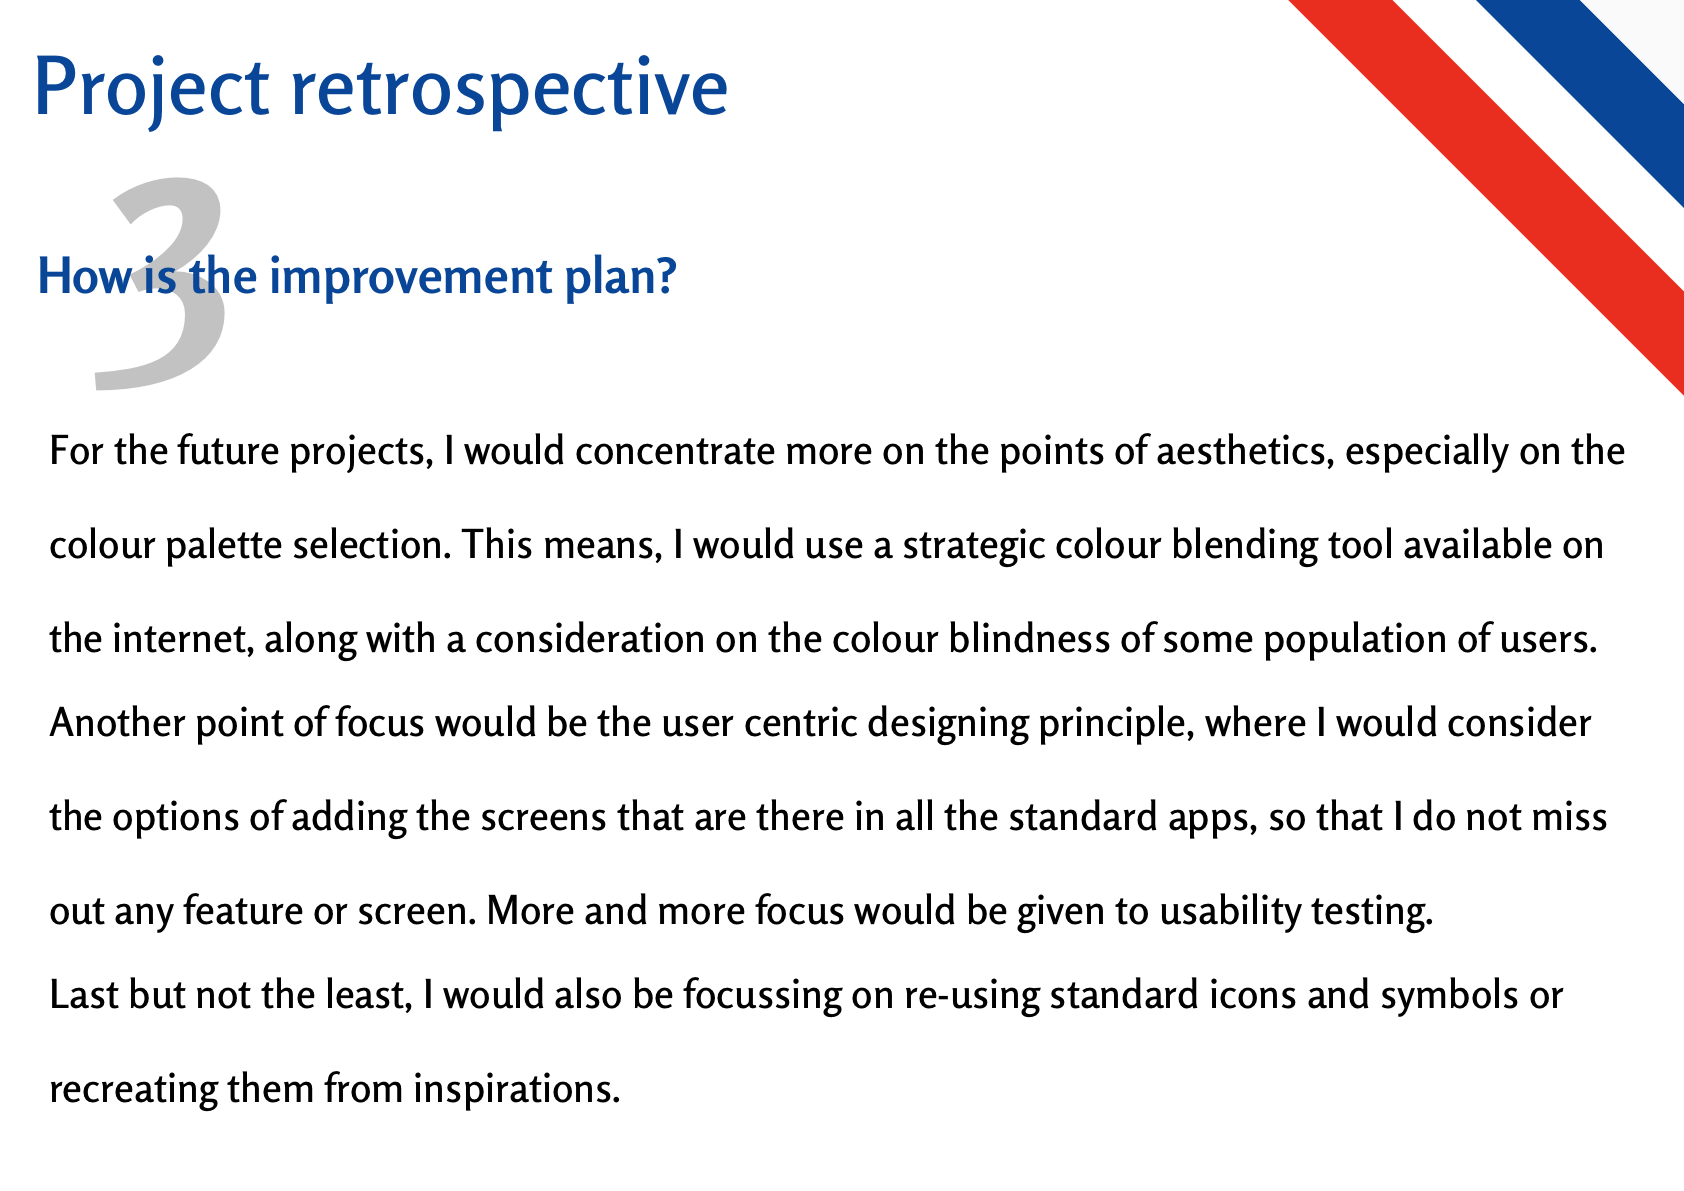 Project retrospective
3
How is the improvement plan?
For the future projects, I would concentrate more on the points of aesthetics, especially on the
colour palette selection. This means, I would use a strategic colour blending tool available on
the internet, along with a consideration on the colour blindness of some population of users.
Another point of focus would be the user centric designing principle, where I would consider
the options of adding the screens that are there in all the standard apps, so that I do not miss
out any feature or screen. More and more focus would be given to usability testing.
Last but not the least, I would also be focussing on re-using standard icons and symbols or
recreating them from inspirations.